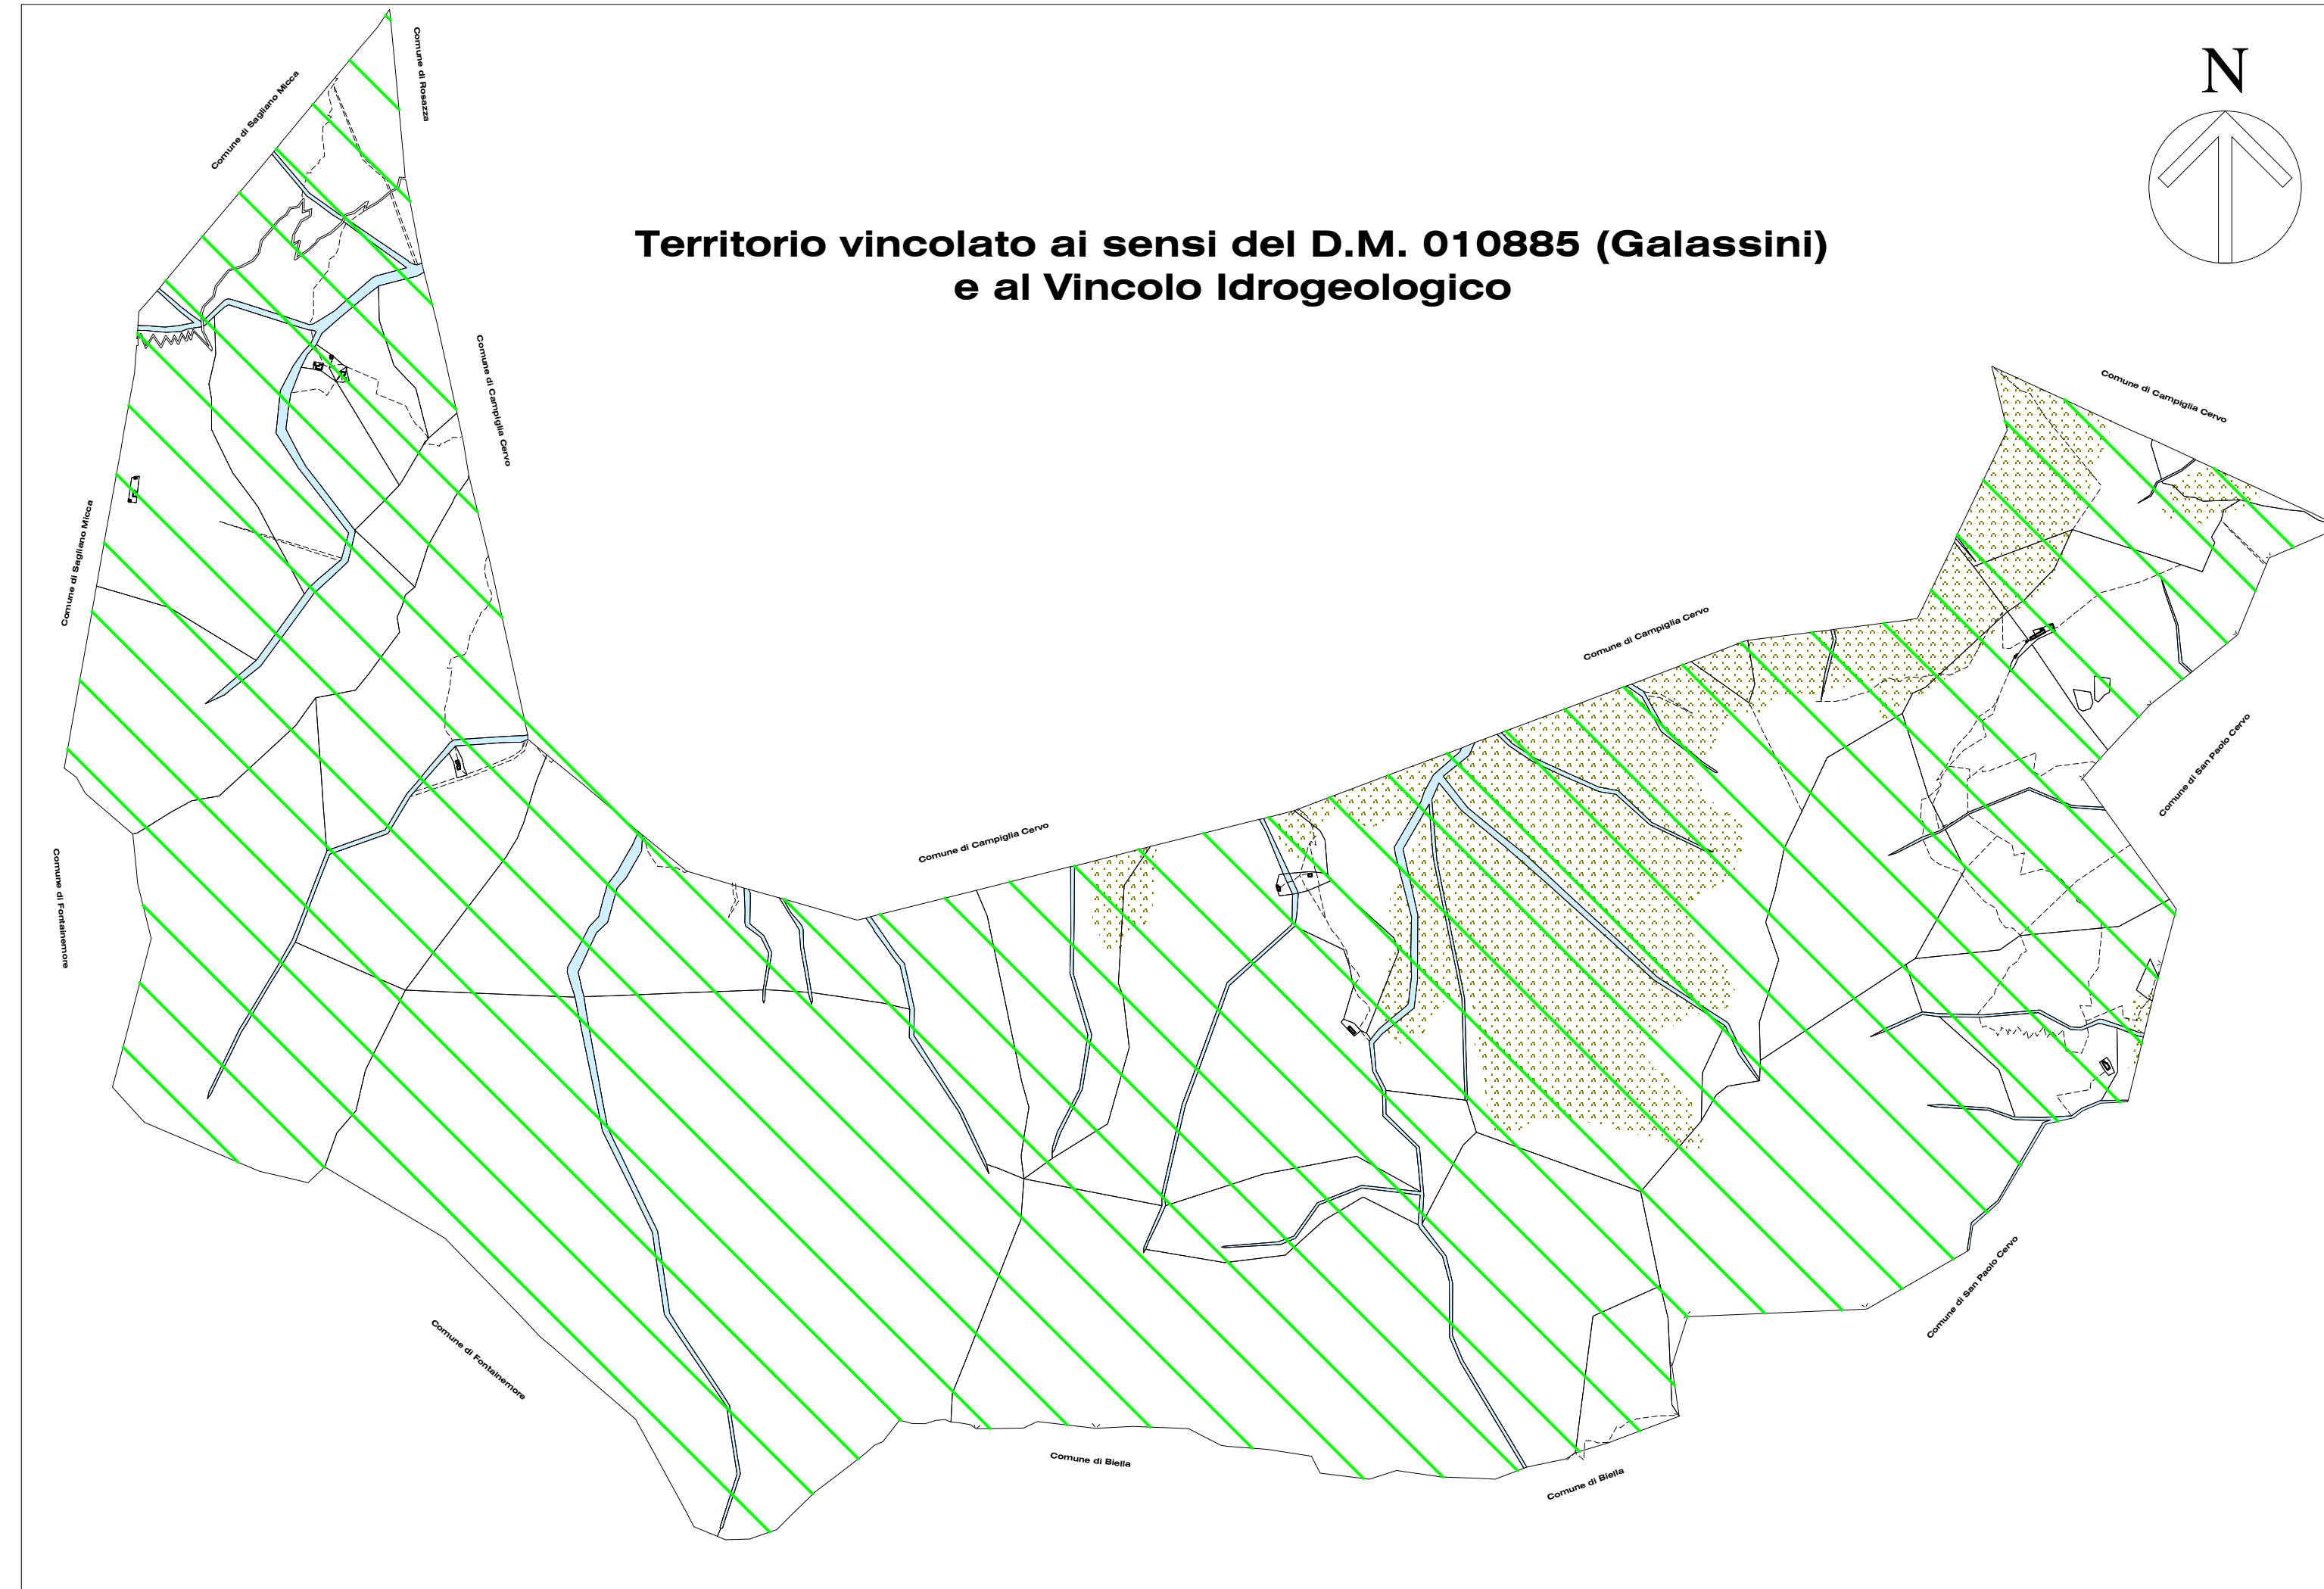 Comune di Rosazza
N
Comune di Sagliano Micca
Territorio vincolato ai sensi del D.M. 010885 (Galassini)
e al Vincolo Idrogeologico
Comune di Campiglia Cervo
Comune di Campiglia Cervo
Comune di Sagliano Micca
Comune di Campiglia Cervo
Comune di San Paolo Cervo
Comune di Campiglia Cervo
Comune di Fontainemore
Comune di San Paolo Cervo
Comune di Fontainemore
Comune di Biella
Comune di Biella